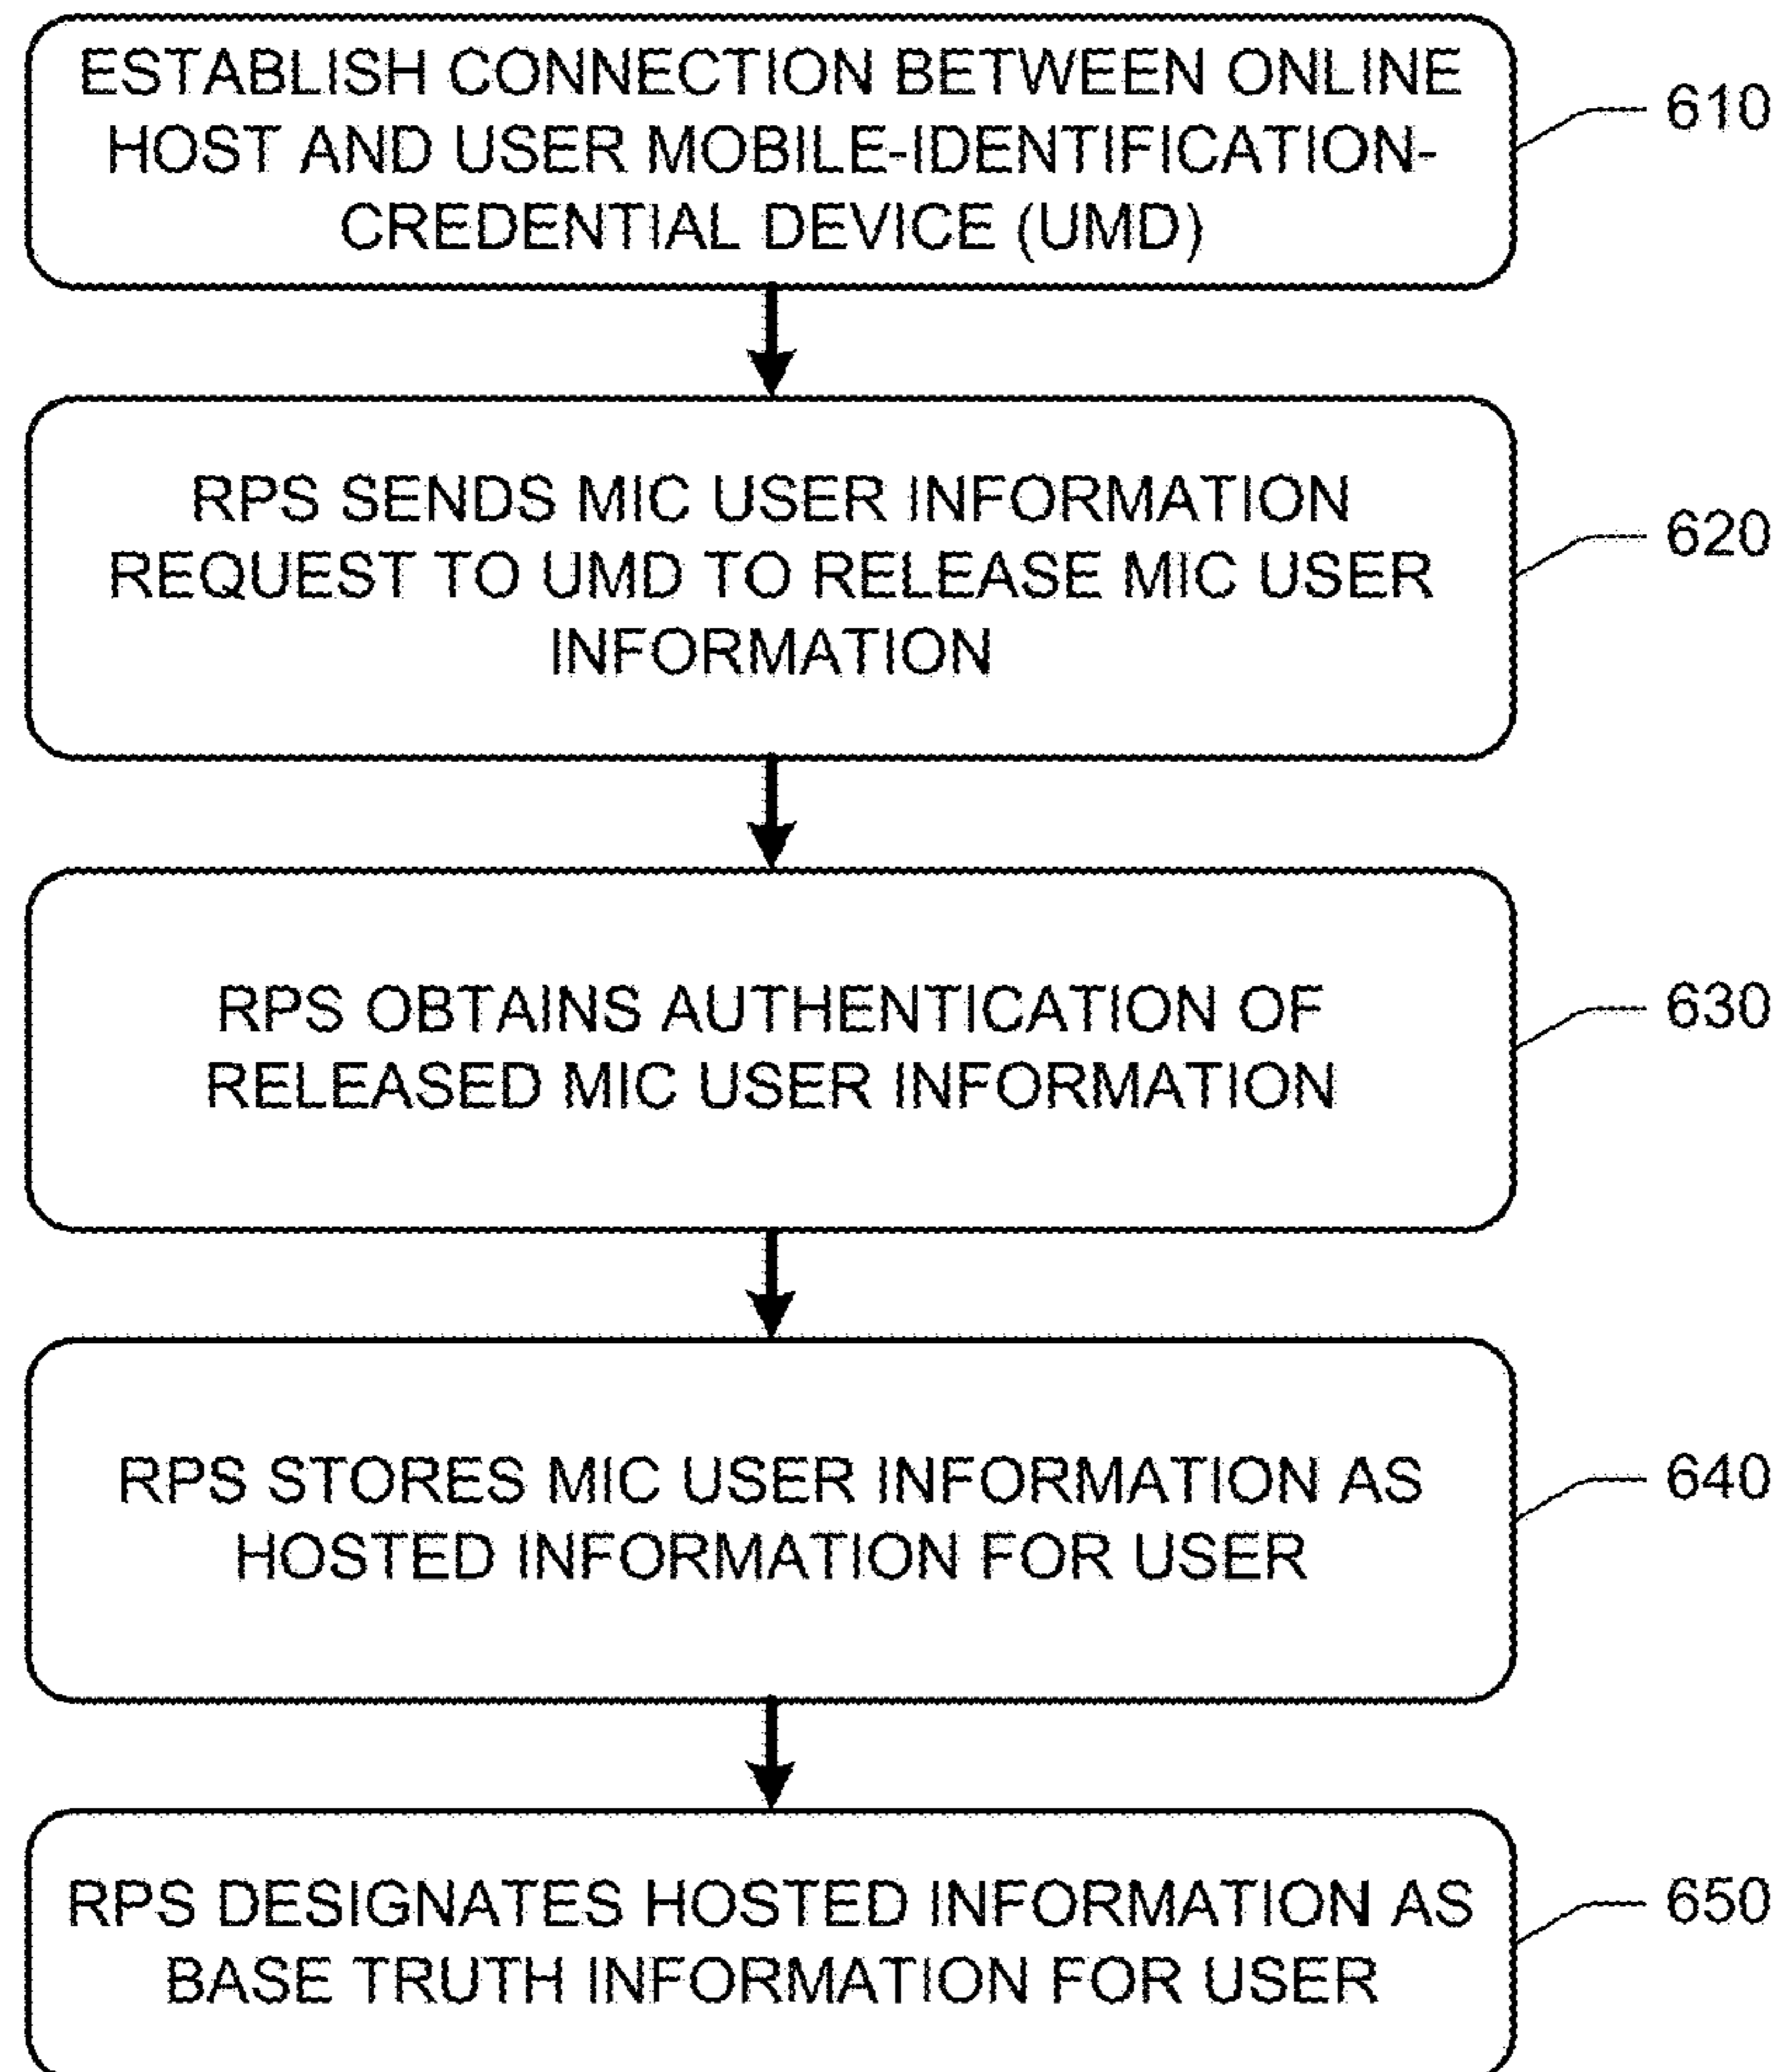 ESTABLISH CONNECTION BETWEEN ONLINE
HOST AND USER MOBILE-IDENTIFICATION-
CREDENTIAL DEVICE (UMD)
610
RPS SENDS MIC USER INFORMATION
REQUEST TO UMD TO RELEASE MIC USER
INFORMATION
620
RPS OBTAINS AUTHENTICATION OF
RELEASED MIC USER INFORMATION
630
RPS STORES MIC USER INFORMATION AS
HOSTED INFORMATION FOR USER
640
RPS DESIGNATES HOSTED INFORMATION AS
BASE TRUTH INFORMATION FOR USER
650